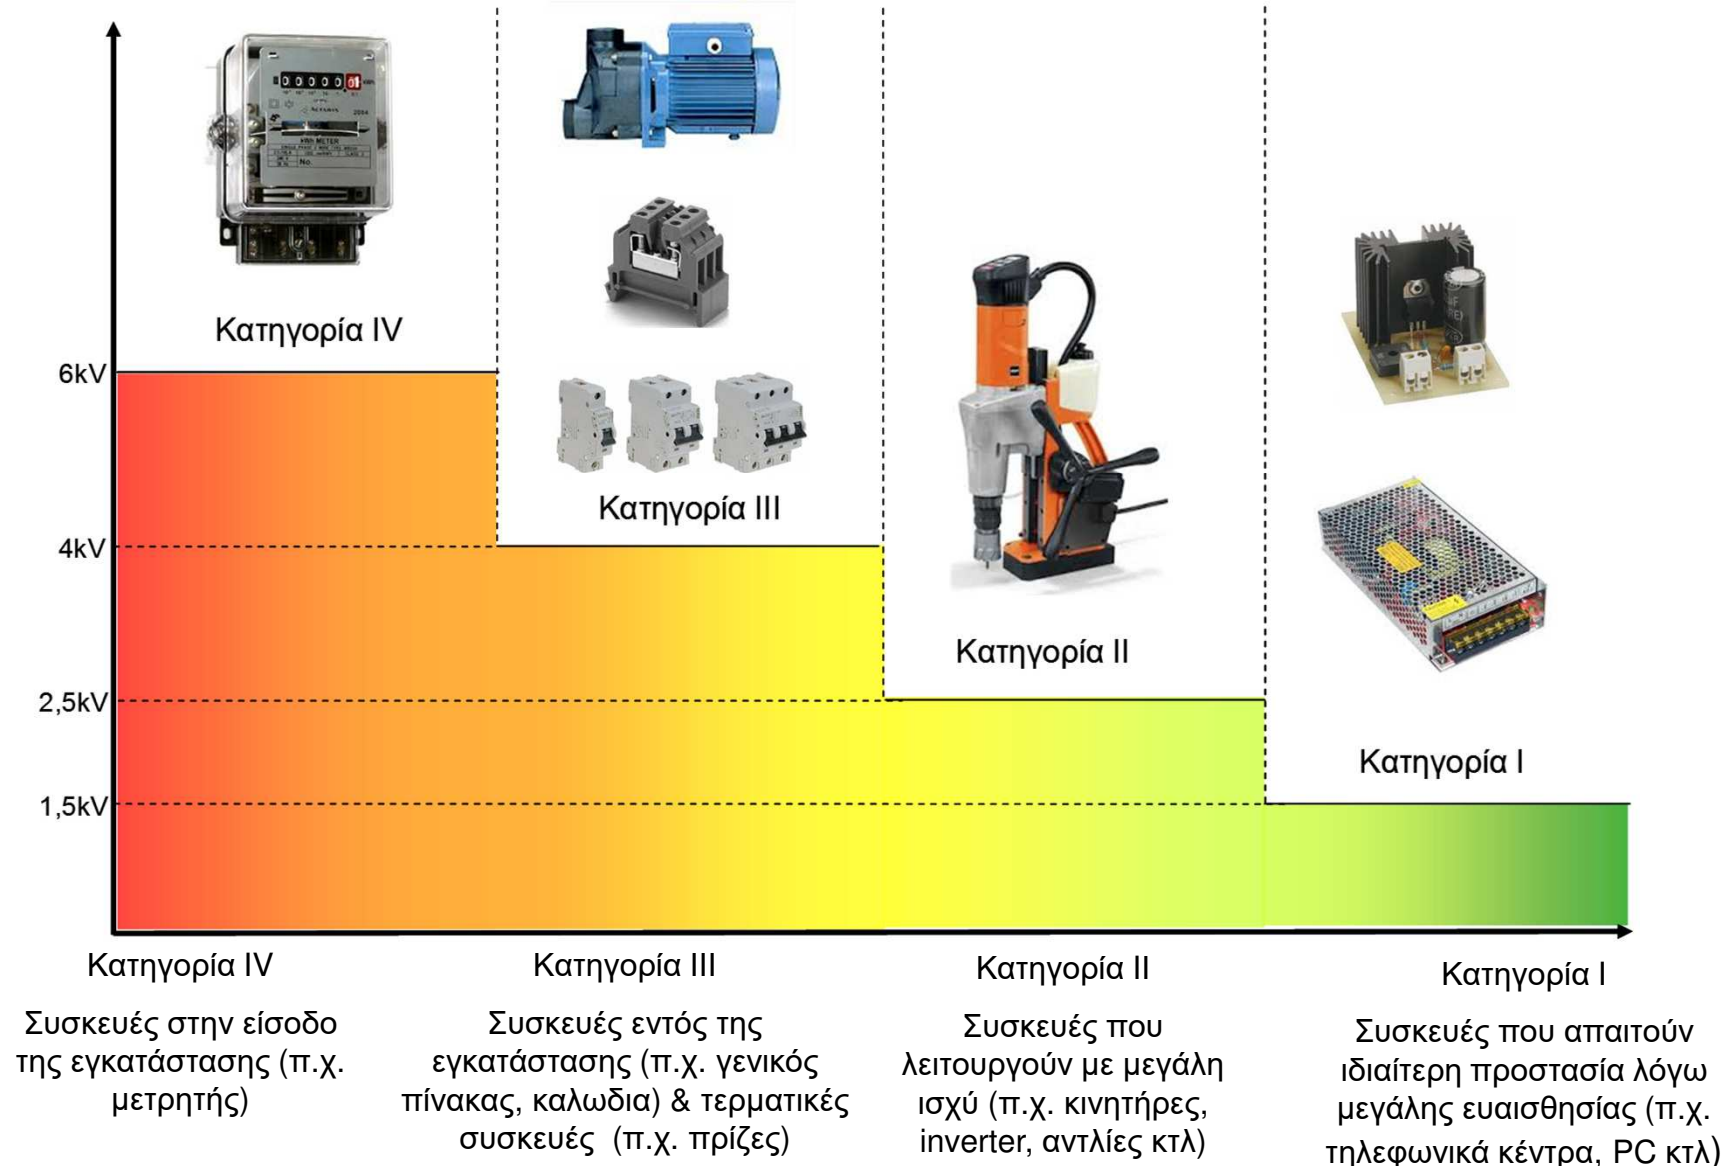 Κατηγορία IV
6kV
Κατηγορία III
4kV
Κατηγορία II
2,5kV
Κατηγορία I
1,5kV
Κατηγορία IV
Συσκευές στην είσοδο
της εγκατάστασης (π.χ.
μετρητής)
Κατηγορία III
Συσκευές εντός της
εγκατάστασης (π.χ. γενικός
πίνακας, καλωδια) & τερματικές
συσκευές (π.χ. πρίζες)
Κατηγορία II
Συσκευές που
λειτουργούν με μεγάλη
ισχύ (π.χ. κινητήρες,
inverter, αντλίες κτλ)
Κατηγορία I
Συσκευές που απαιτούν
ιδιαίτερη προστασία λόγω
μεγάλης ευαισθησίας (π.χ.
τηλεφωνικά κέντρα, PC κτλ)